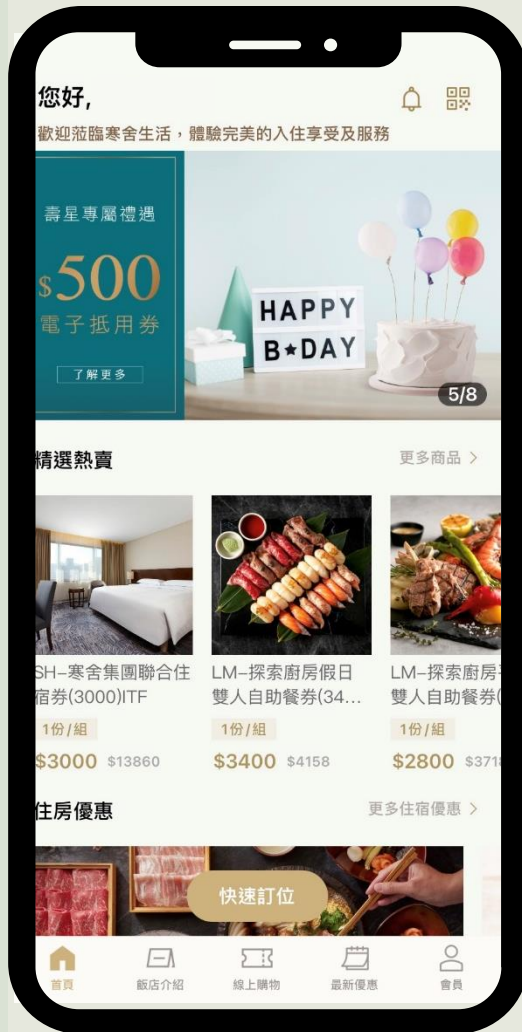 您好,
歡迎蒞臨寒舍生活，體驗完美的入住享受及服務
壽星專屬禮遇
$500
電子抵用券
了解更多
HAPPY
B★DAY
5/8
精選熱賣
更多商品 >
SH-寒舍集團聯合住
宿券(3000)ITF
1份/組
$3000 $13860
LM-探索廚房假日
雙人自助餐券(34...
1份/組
$3400 $4158
LM-探索廚房
雙人自助餐券(
1份/組
$2800 $371
住房優惠
更多住宿優惠 >
快速訂位
首頁
飯店介紹
線上購物
最新優惠
會員